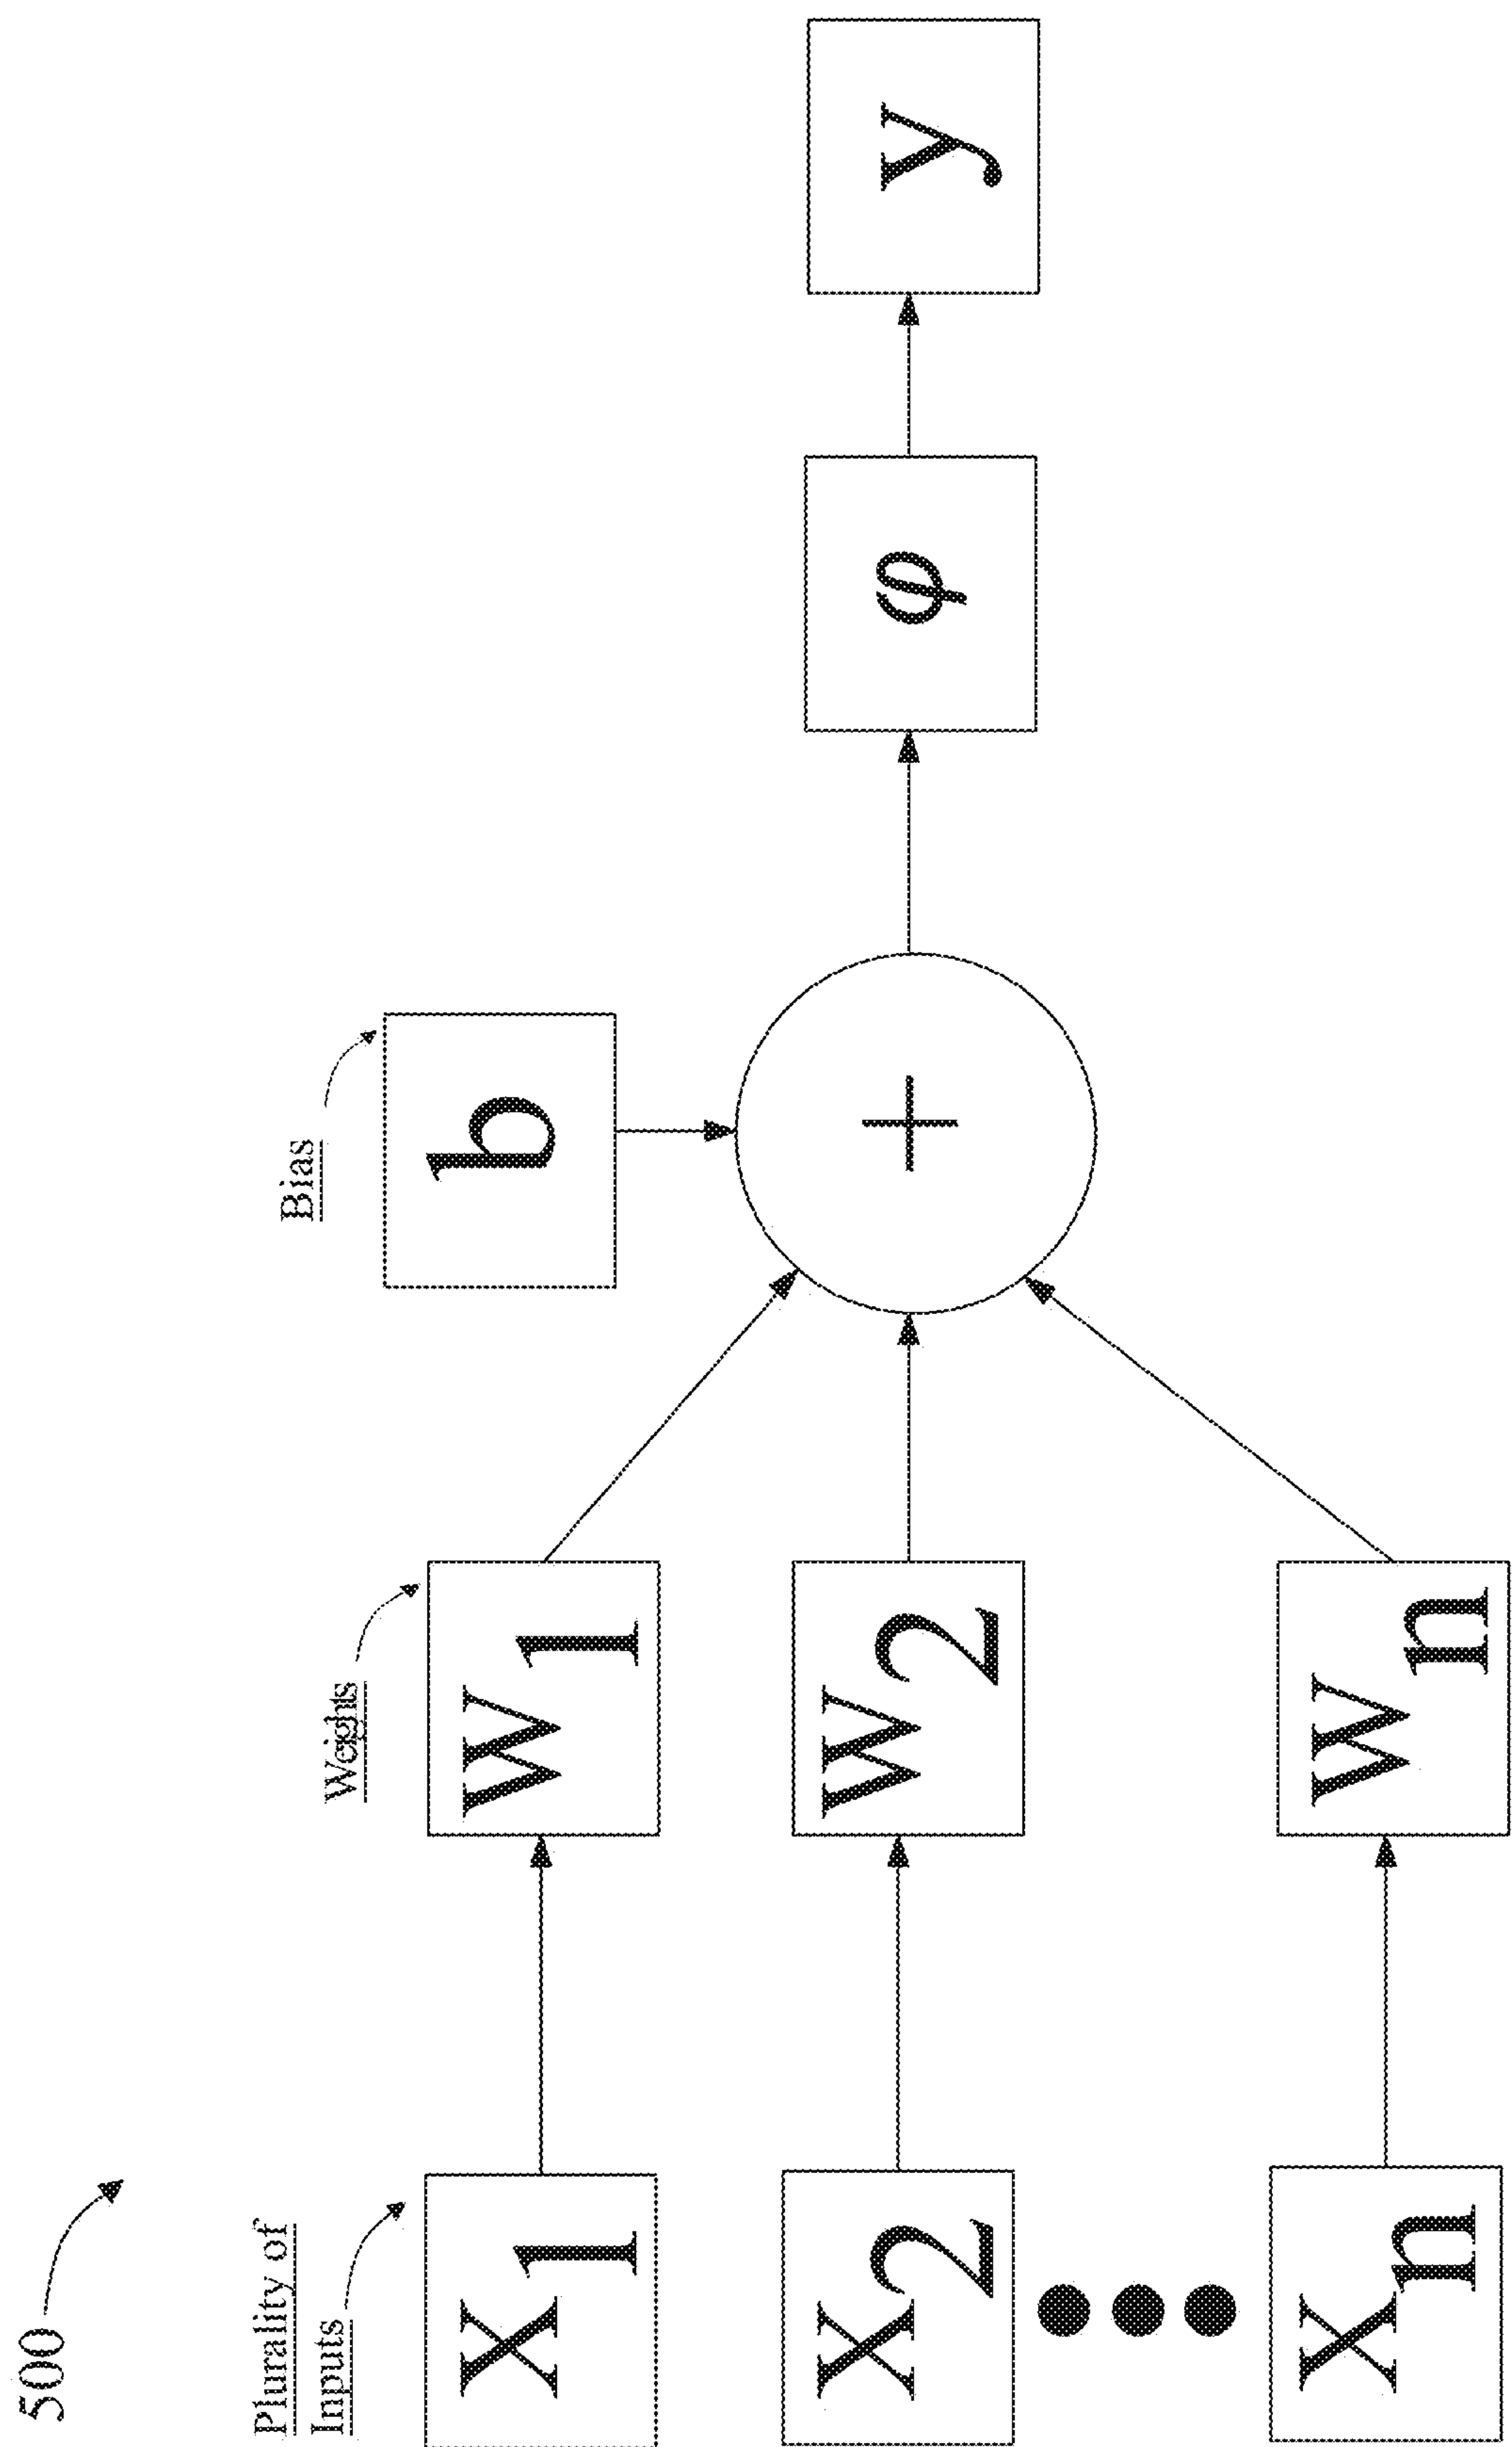 500
Plurality of
Inputs
Weights
Bias
X1
W1
b
X2
W2
+
φ
y
Xn
Wn